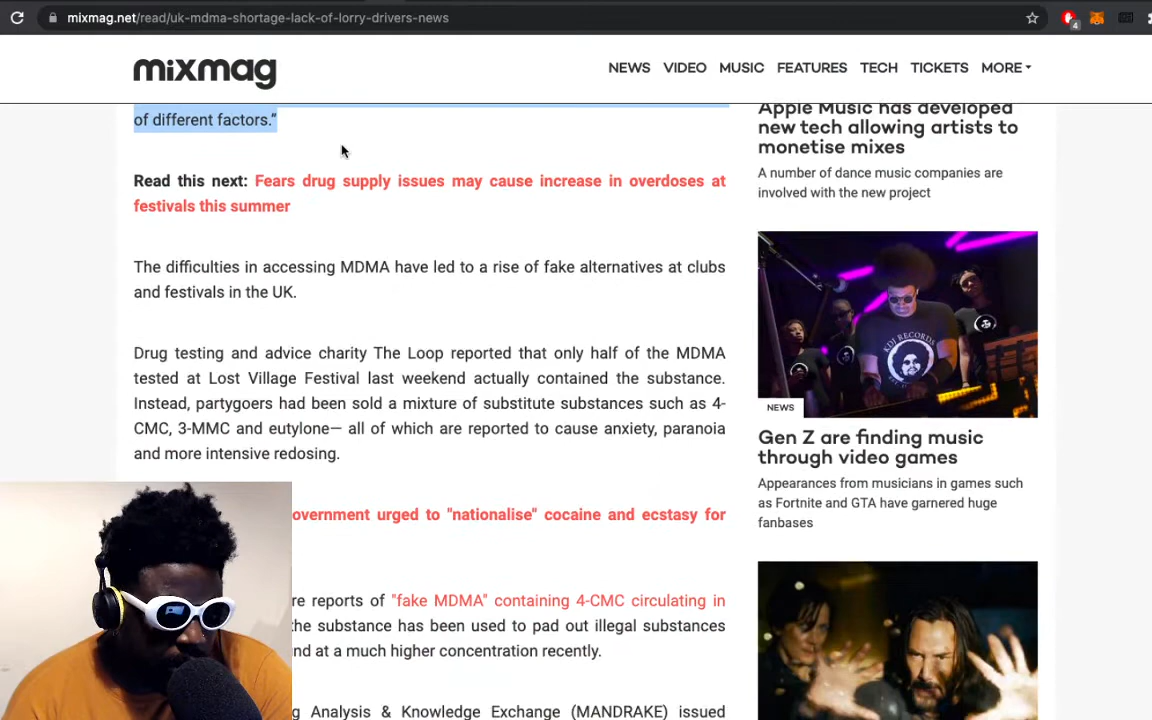 mixmag.net/read/uk-mdma-shortage-lack-of-lorry-drivers-news
4
mixmag
NEWS VIDEO MUSIC FEATURES TECH TICKETS MORE
of different factors.”
Read this next: Fears drug supply issues may cause increase in overdoses at
festivals this summer
The difficulties in accessing MDMA have led to a rise of fake alternatives at clubs
and festivals in the UK.
Drug testing and advice charity The Loop reported that only half of the MDMA
tested at Lost Village Festival last weekend actually contained the substance.
Instead, partygoers had been sold a mixture of substitute substances such as 4-
CMC, 3-MMC and eutylone— all of which are reported to cause anxiety, paranoia
and more intensive redosing.
overnment urged to "nationalise" cocaine and ecstasy for
re reports of "fake MDMA" containing 4-CMC circulating in
the substance has been used to pad out illegal substances
nd at a much higher concentration recently.
g Analysis & Knowledge Exchange (MANDRAKE) issued
Apple Music has developed
new tech allowing artists to
monetise mixes
A number of dance music companies are
involved with the new project
KDJ RECORDS
NEWS
Gen Z are finding music
through video games
Appearances from musicians in games such
as Fortnite and GTA have garnered huge
fanbases